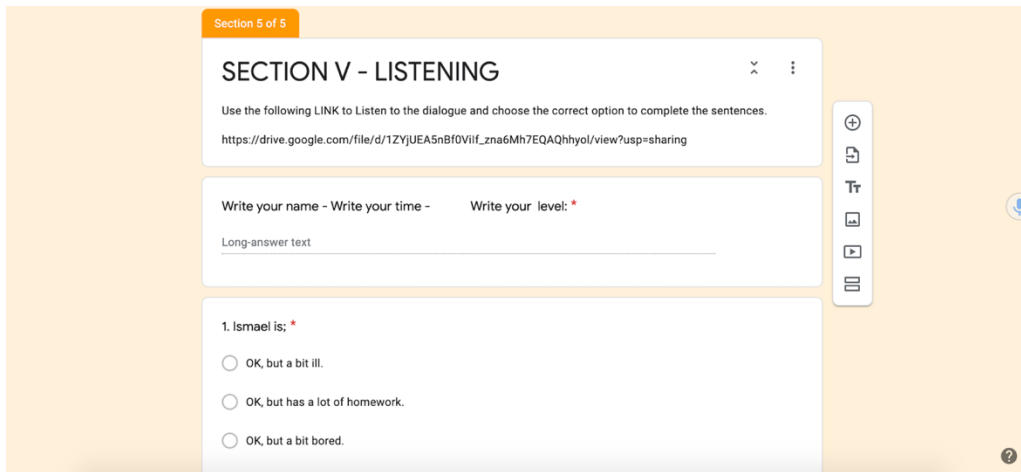 Section 5 of 5
SECTION V - LISTENING
Use the following LINK to Listen to the dialogue and choose the correct option to complete the sentences.
https://drive.google.com/file/d/1ZYjUEA5nBf0Vilf_zna6Mh7EQAQhhyol/view?usp=sharing
Write your name - Write your time - Write your level: *
Long-answer text
1. Ismael is; *
OK, but a bit ill.
OK, but has a lot of homework.
OK, but a bit bored.